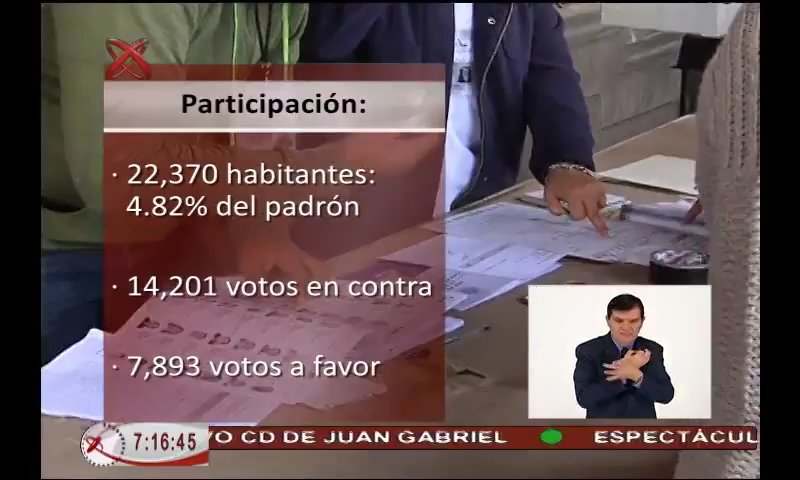 Participación:
· 22,370 habitantes:
4.82% del padrón
· 14,201 votos en contra
· 7,893 votos a favor
7:16:45
CD DE JUAN GABRIEL